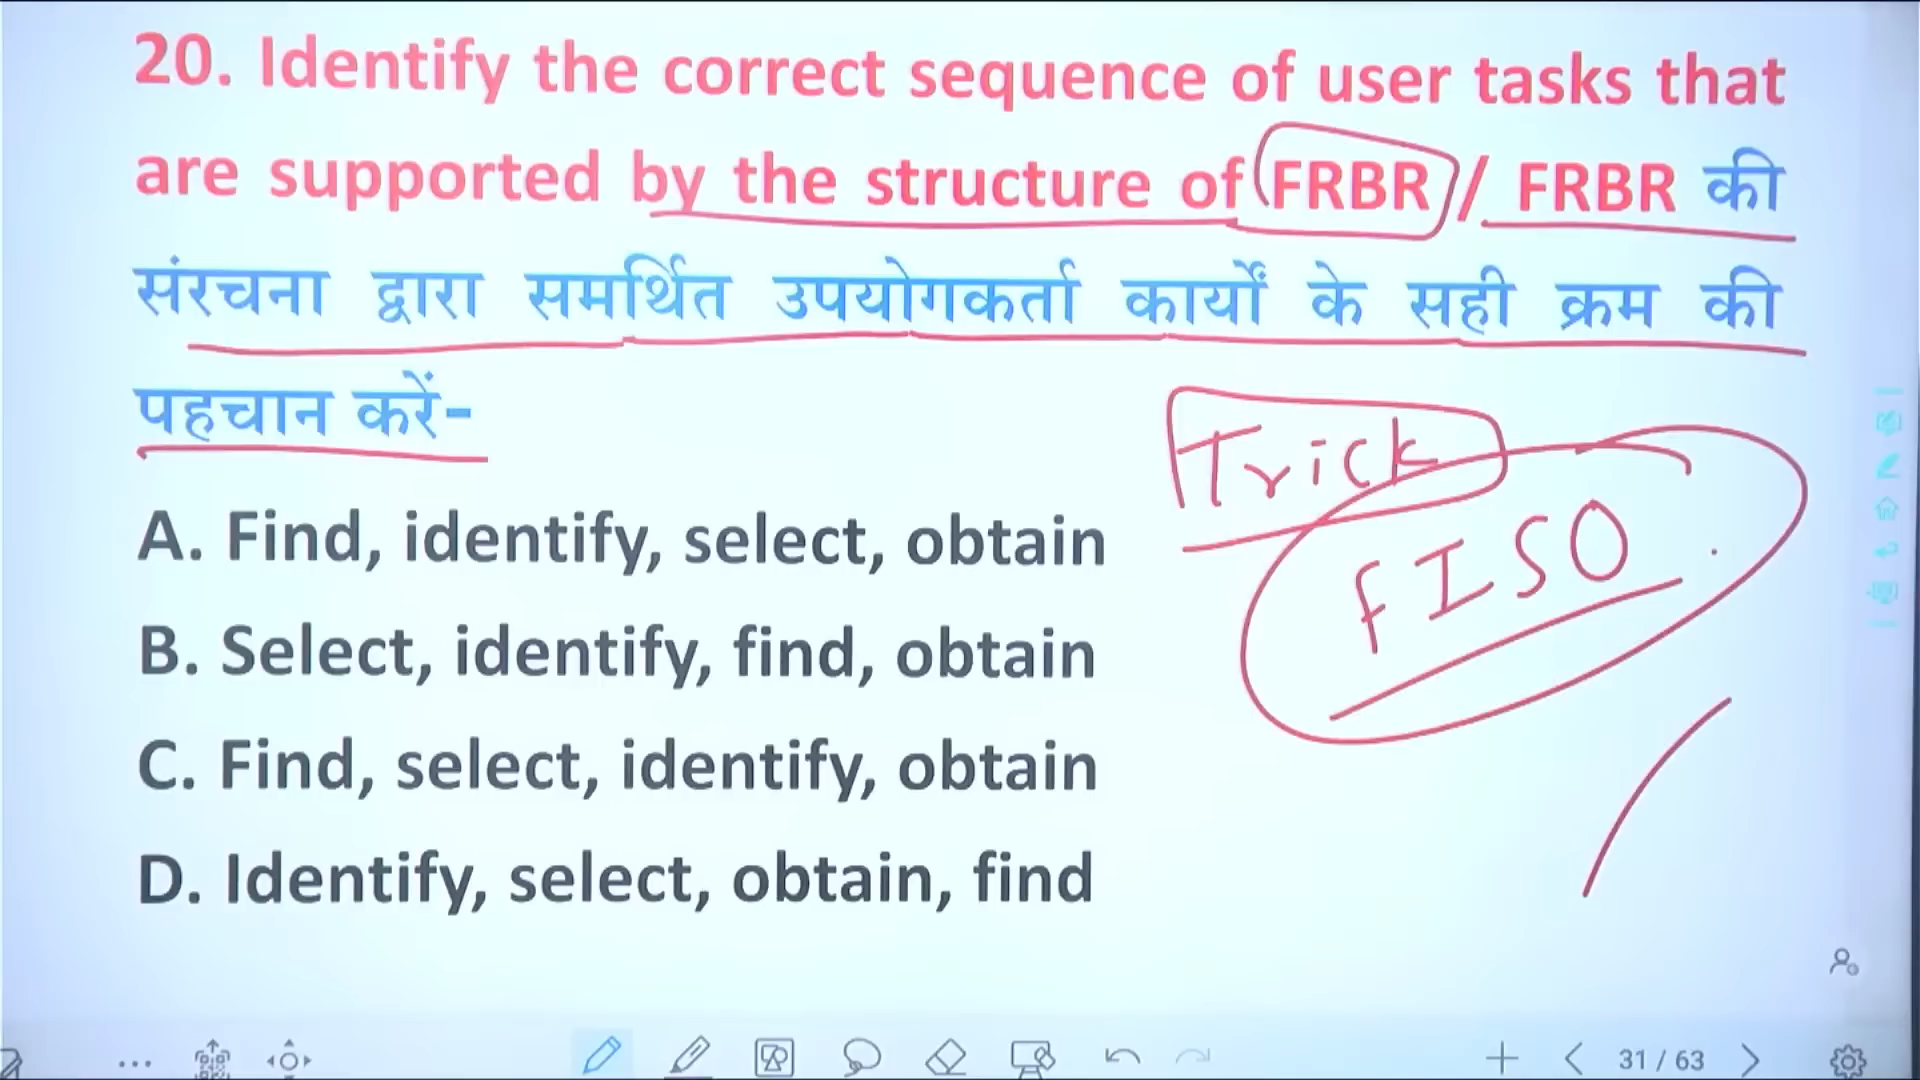 20. Identify the correct sequence of user tasks that
are supported by the structure of FRBR / FRBR की
संरचना द्वारा समर्थित उपयोगकर्ता कार्यों के सही क्रम की
पहचान करें-
Trick
FISO
A. Find, identify, select, obtain
B. Select, identify, find, obtain
C. Find, select, identify, obtain
D. Identify, select, obtain, find
31 / 63